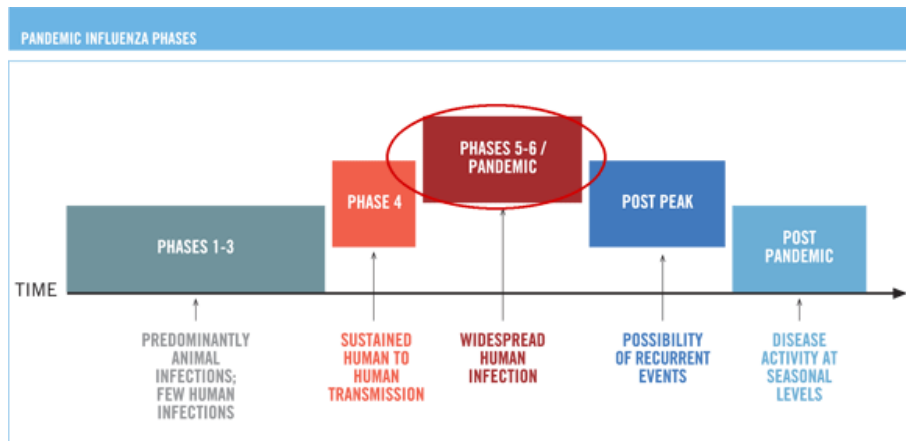 PANDEMIC INFLUENZA PHASES
PHASES 5-6 /
PANDEMIC
PHASE 4
POST PEAK
PHASES 1-3
POST
PANDEMIC
TIME
PREDOMINANTLY
ANIMAL
INFECTIONS;
FEW HUMAN
INFECTIONS
SUSTAINED
HUMAN TO
HUMAN
TRANSMISSION
WIDESPREAD
HUMAN
INFECTION
POSSIBILITY
OF RECURRENT
EVENTS
DISEASE
ACTIVITY AT
SEASONAL
LEVELS